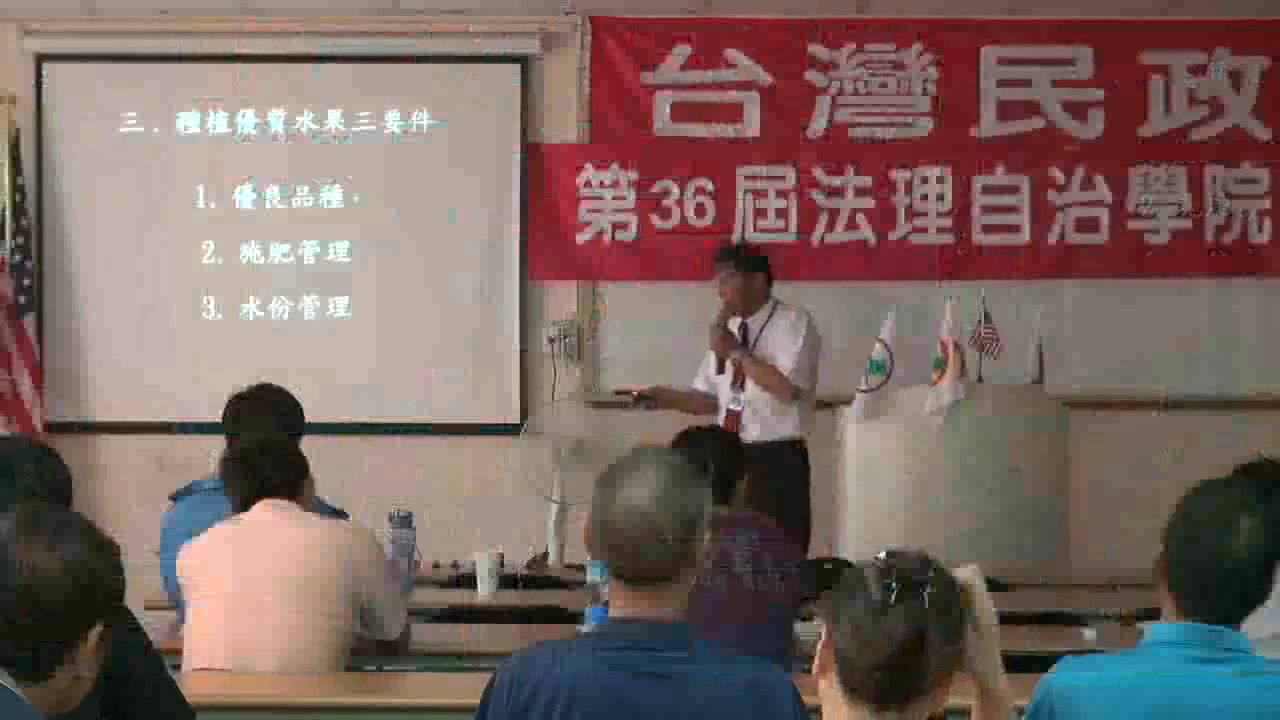 三. 種植優質水果三要件
1. 優良品種
2. 施肥管理
3. 水份管理
台灣民政
第36屆法理自治學院